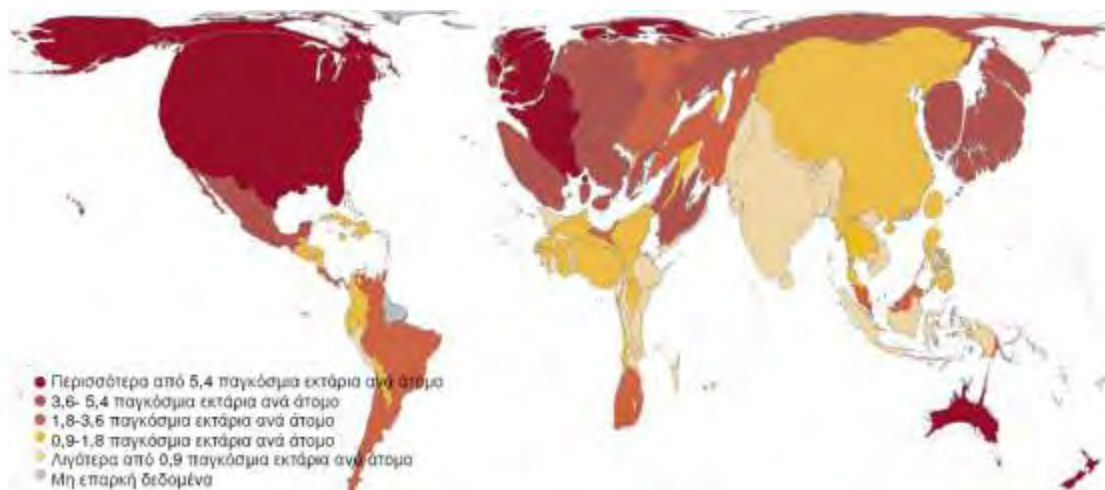 Περισσότερα από 5,4 παγκόσμια εκτάρια ανά άτομο
3,6- 5,4 παγκόσμια εκτάρια ανά άτομο
1,8-3,6 παγκόσμια εκτάρια ανά άτομο
0,9-1,8 παγκόσμια εκτάρια ανά άτομο
Λιγότερα από 0,9 παγκόσμια εκτάρια ανα άτομο
Μη επαρκή δεδομένα